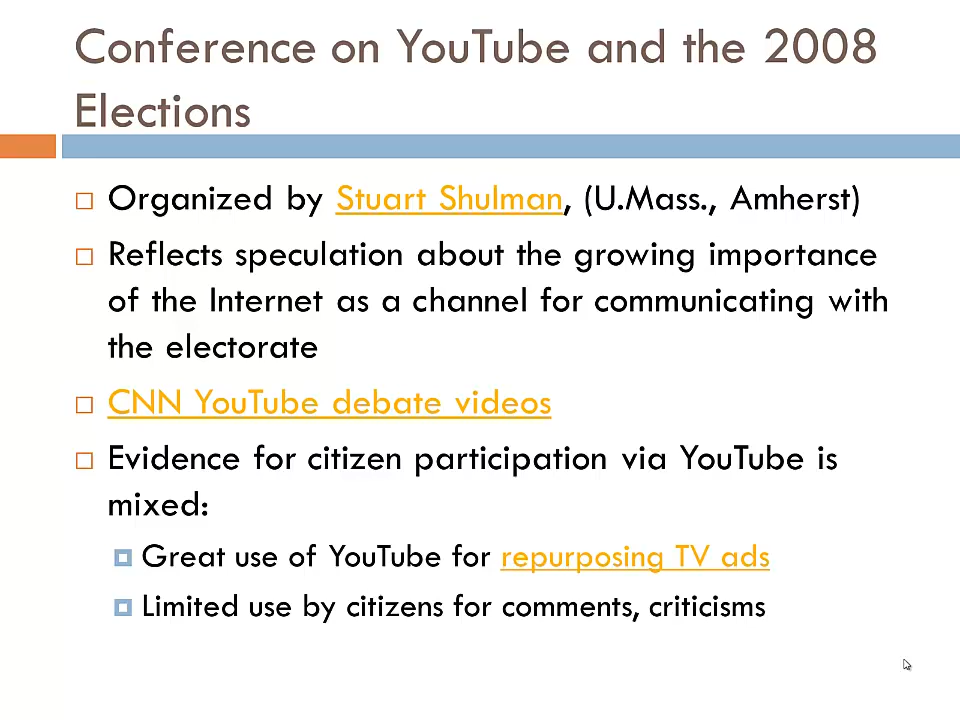 Conference on YouTube and the 2008
Elections
Organized by Stuart Shulman, (U.Mass., Amherst)
Reflects speculation about the growing importance
of the Internet as a channel for communicating with
the electorate
CNN YouTube debate videos
Evidence for citizen participation via YouTube is
mixed:
Great use of YouTube for repurposing TV ads
Limited use by citizens for comments, criticisms